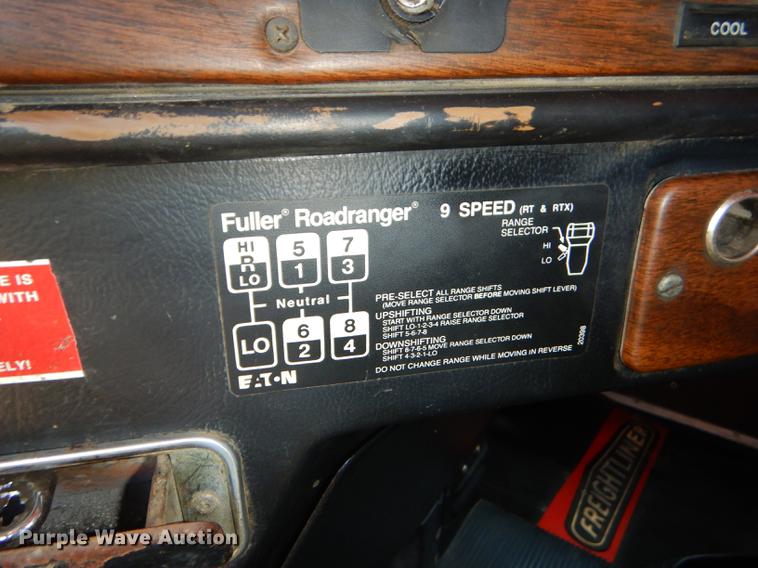 COOL
Fuller® Roadranger® 9 SPEED (RT & RTX)
RANGE
SELECTOR
HI
LO
HI
R
LO
5
1
7
3
Neutral
LO
6
2
8
4
EATON
PRE-SELECT ALL RANGE SHIFTS
(MOVE RANGE SELECTOR BEFORE MOVING SHIFT LEVER)
UPSHIFTING
START WITH RANGE SELECTOR DOWN
SHIFT LO-1-2-3-4 RAISE RANGE SELECTOR
SHIFT 5-6-7-8
DOWNSHIFTING
SHIFT 8-7-6-5 MOVE RANGE SELECTOR DOWN
SHIFT 4-3-2-1-LO
DO NOT CHANGE RANGE WHILE MOVING IN REVERSE
20398
E IS
WITH
ELY!
FREIGHTLINER
Purple Wave Auction